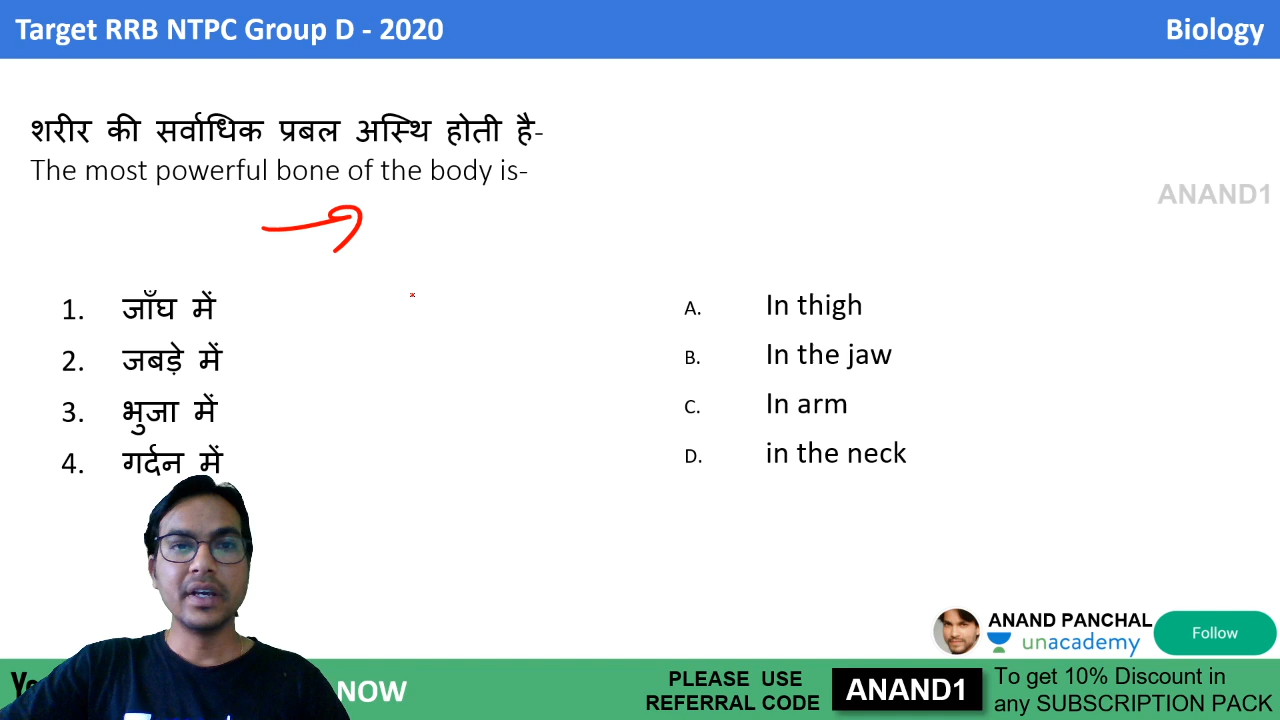 Target RRB NTPC Group D - 2020
Biology
शरीर की सर्वाधिक प्रबल अस्थि होती है-
The most powerful bone of the body is-
ANAND1
1. जाँघ में
2. जबड़े में
3. भुजा में
4. गर्दन में
A. In thigh
B. In the jaw
C. In arm
D. in the neck
ANAND PANCHAL
unacademy
Follow
NOW
PLEASE USE
REFERRAL CODE
ANAND1
To get 10% Discount in
any SUBSCRIPTION PACK